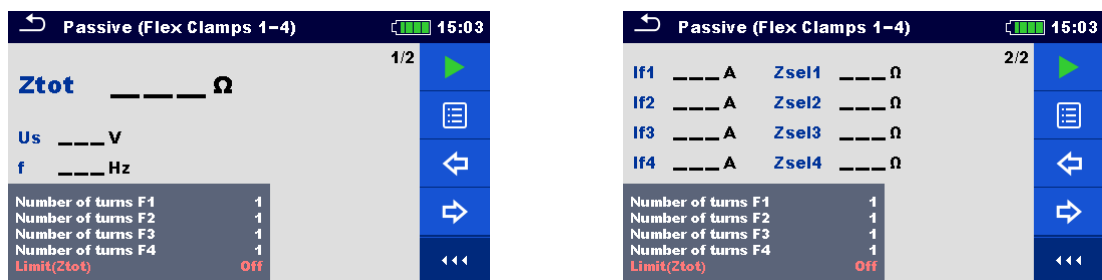 Passive (Flex Clamps 1–4) 15:03
1/2
Ztot ___ Ω
Us ___ V
f ___ Hz
Number of turns F1 1
Number of turns F2 1
Number of turns F3 1
Number of turns F4 1
Limit(Ztot) Off
Passive (Flex Clamps 1–4) 15:03
2/2
If1 ___ A Zsel1 ___ Ω
If2 ___ A Zsel2 ___ Ω
If3 ___ A Zsel3 ___ Ω
If4 ___ A Zsel4 ___ Ω
Number of turns F1 1
Number of turns F2 1
Number of turns F3 1
Number of turns F4 1
Limit(Ztot) Off